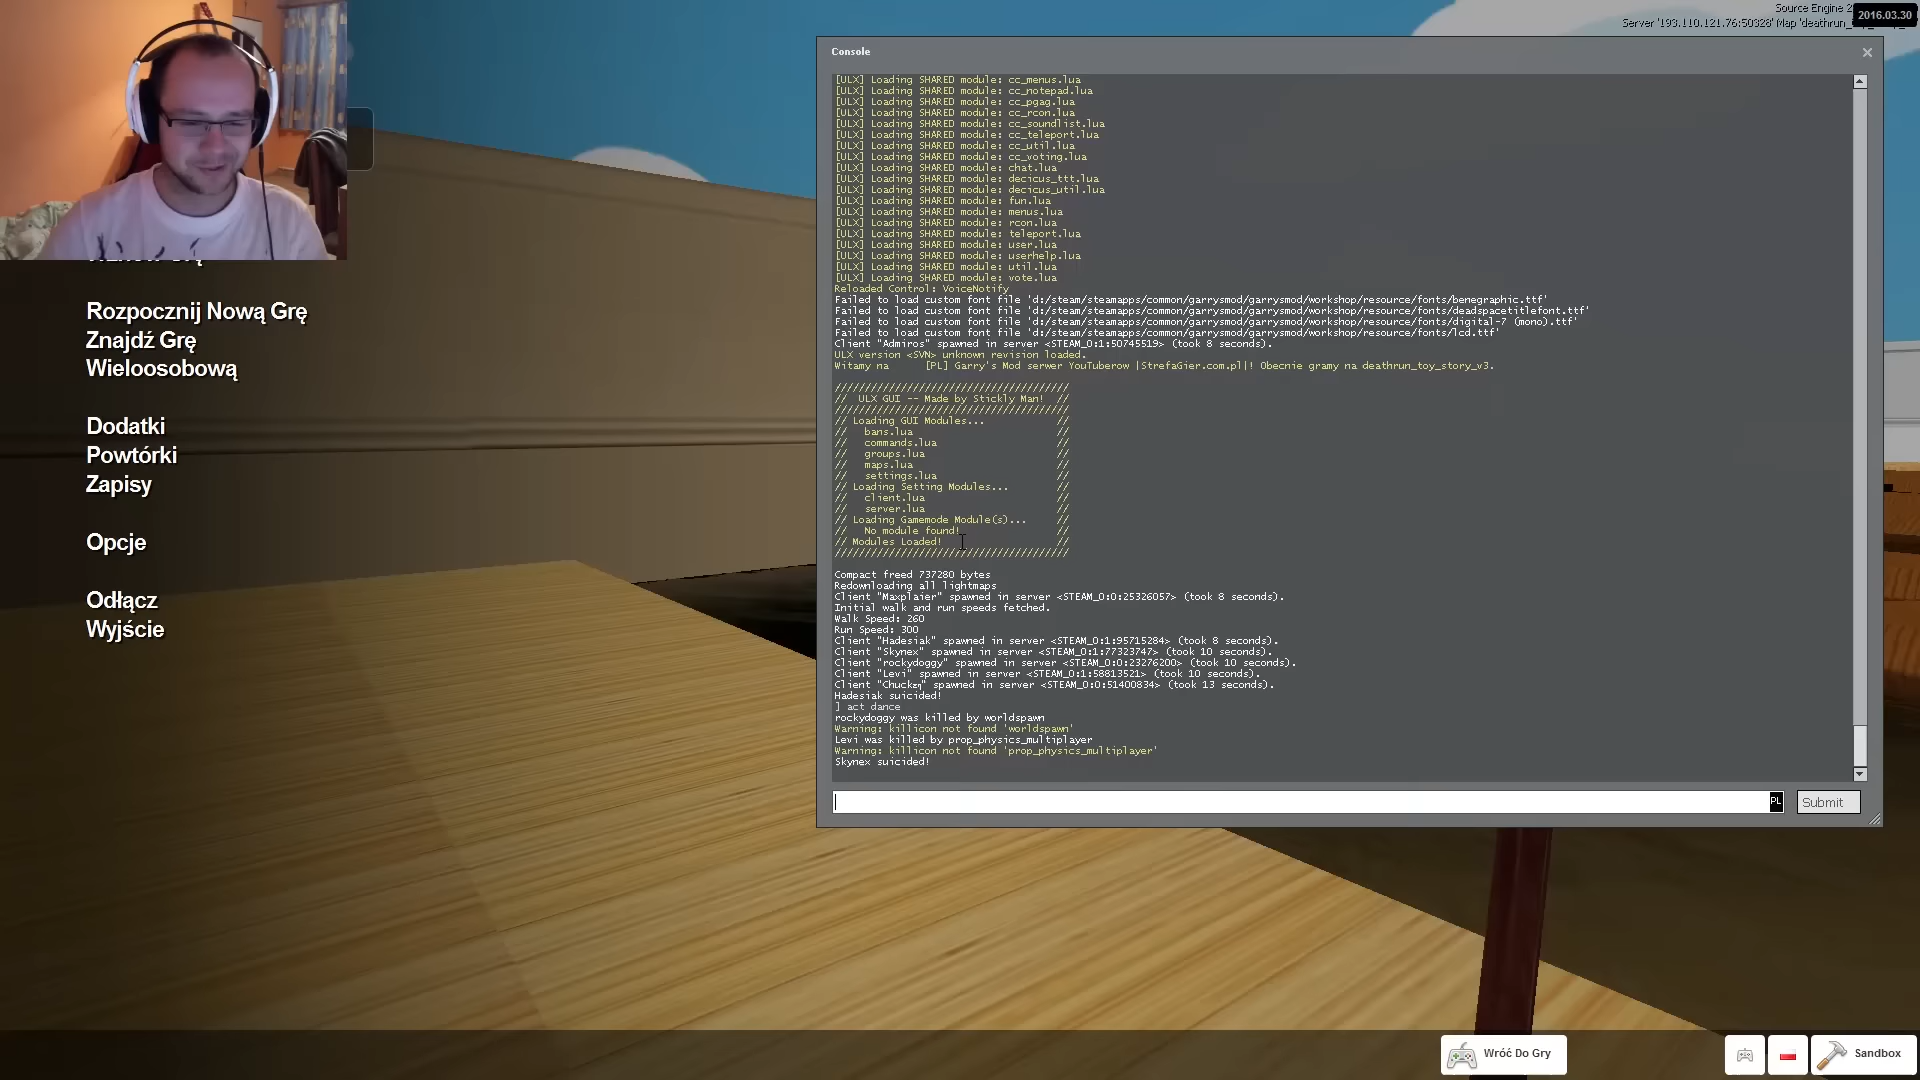 Source Engine 2
Server '193.110.121.76:50328' Map 'deathrun_
2016.03.30
Console
[ULX] Loading SHARED module: cc_menus.lua
[ULX] Loading SHARED module: cc_notepad.lua
[ULX] Loading SHARED module: cc_pgag.lua
[ULX] Loading SHARED module: cc_rcon.lua
[ULX] Loading SHARED module: cc_soundlist.lua
[ULX] Loading SHARED module: cc_teleport.lua
[ULX] Loading SHARED module: cc_util.lua
[ULX] Loading SHARED module: cc_voting.lua
[ULX] Loading SHARED module: chat.lua
[ULX] Loading SHARED module: decicus_ttt.lua
[ULX] Loading SHARED module: decicus_util.lua
[ULX] Loading SHARED module: fun.lua
[ULX] Loading SHARED module: menus.lua
[ULX] Loading SHARED module: rcon.lua
[ULX] Loading SHARED module: teleport.lua
[ULX] Loading SHARED module: user.lua
[ULX] Loading SHARED module: userhelp.lua
[ULX] Loading SHARED module: util.lua
[ULX] Loading SHARED module: vote.lua
Reloaded Control: VoiceNotify
Failed to load custom font file 'd:/steam/steamapps/common/garrysmod/garrysmod/workshop/resource/fonts/benegraphic.ttf'
Failed to load custom font file 'd:/steam/steamapps/common/garrysmod/garrysmod/workshop/resource/fonts/deadspacetitlefont.ttf'
Failed to load custom font file 'd:/steam/steamapps/common/garrysmod/garrysmod/workshop/resource/fonts/digital-7 (mono).ttf'
Failed to load custom font file 'd:/steam/steamapps/common/garrysmod/garrysmod/workshop/resource/fonts/lcd.ttf'
Client "Admiros" spawned in server <STEAM_0:1:50745519> (took 8 seconds).
ULX version <SVN> unknown revision loaded.
Witamy na [PL] Garry's Mod serwer YouTuberow |StrefaGier.com.pl|! Obecnie gramy na deathrun_toy_story_v3.
///////////////////////////////////////
// ULX GUI -- Made by Stickly Man! //
///////////////////////////////////////
// Loading GUI Modules... //
// bans.lua //
// commands.lua //
// groups.lua //
// maps.lua //
// settings.lua //
// Loading Setting Modules... //
// client.lua //
// server.lua //
// Loading Gamemode Module(s)... //
// No module found! //
// Modules Loaded! //
///////////////////////////////////////
Compact freed 737280 bytes
Redownloading all lightmaps
Client "Maxplaier" spawned in server <STEAM_0:0:25326057> (took 8 seconds).
Initial walk and run speeds fetched.
Walk Speed: 260
Run Speed: 300
Client "Hadesiak" spawned in server <STEAM_0:1:95715284> (took 8 seconds).
Client "Skynex" spawned in server <STEAM_0:1:77323747> (took 10 seconds).
Client "rockydoggy" spawned in server <STEAM_0:0:23276200> (took 10 seconds).
Client "Levi" spawned in server <STEAM_0:1:58813521> (took 10 seconds).
Client spawned in server <STEAM_0:0:51400834> (took 13 seconds).
Hadesiak suicided!
] act dance
rockydoggy was killed by worldspawn
Warning: killicon not found 'worldspawn'
Levi was killed by prop_physics_multiplayer
Warning: killicon not found 'prop_physics_multiplayer'
Skynex suicided!
PL
Submit
Rozpocznij Nową Grę
Znajdź Grę
Wieloosobową
Dodatki
Powtórki
Zapisy
Opcje
Odłącz
Wyjście
Wróć Do Gry
Sandbox